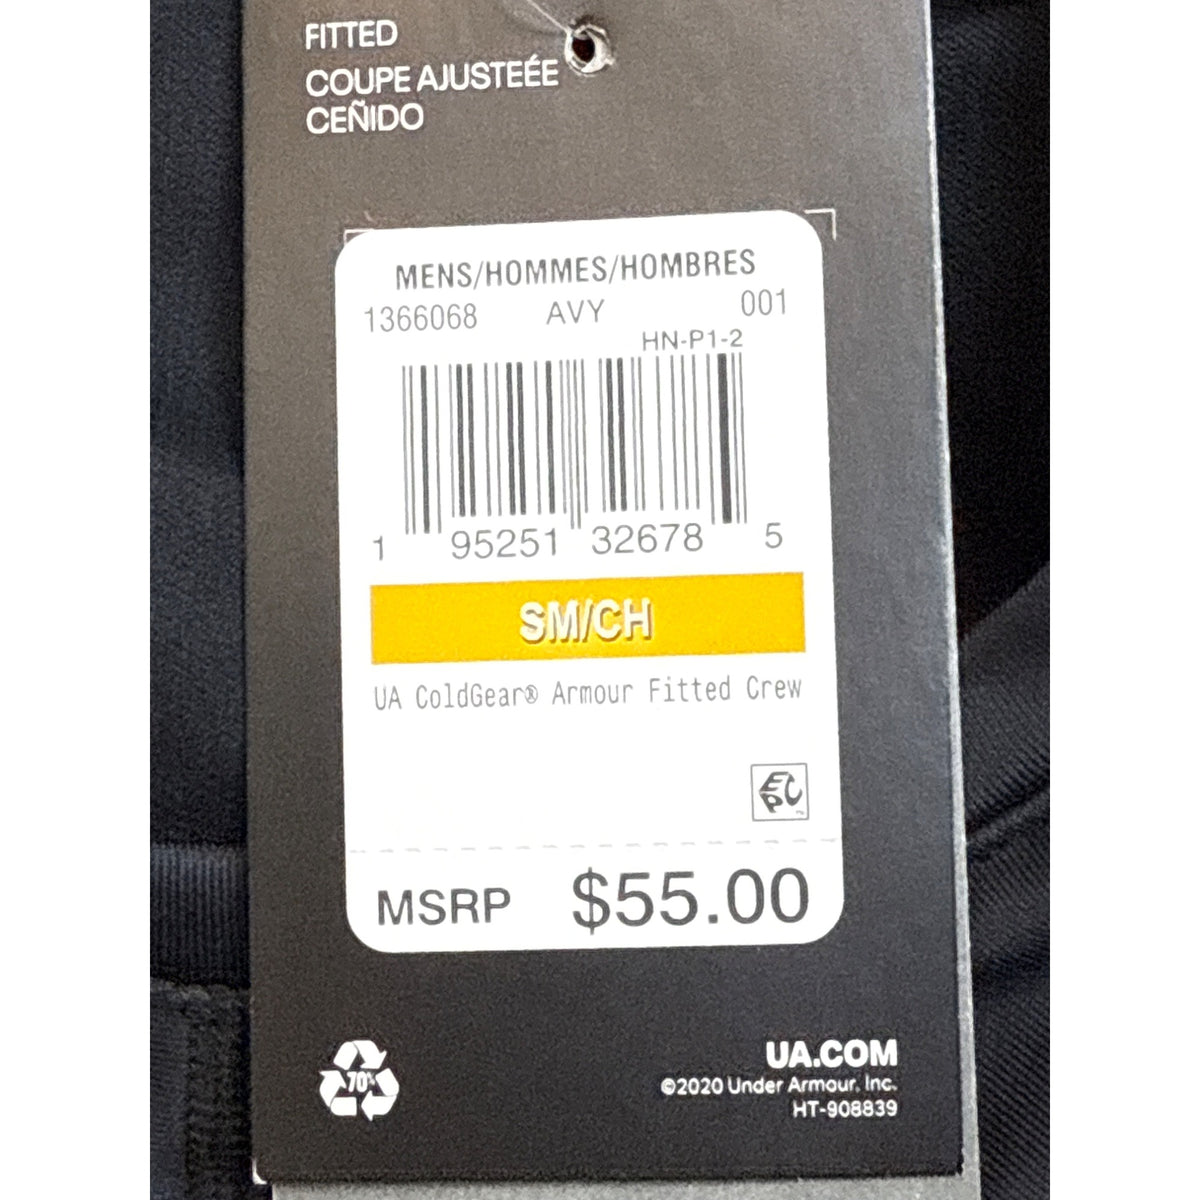 FITTED
COUPE AJUSTEÉE
CEÑIDO
MENS/HOMMES/HOMBRES
1366068 AVY 001
HN-P1-2
1 95251 32678 5
SM/CH
UA ColdGear® Armour Fitted Crew
EPC™
MSRP $55.00
70%
UA.COM
©2020 Under Armour, Inc.
HT-908839